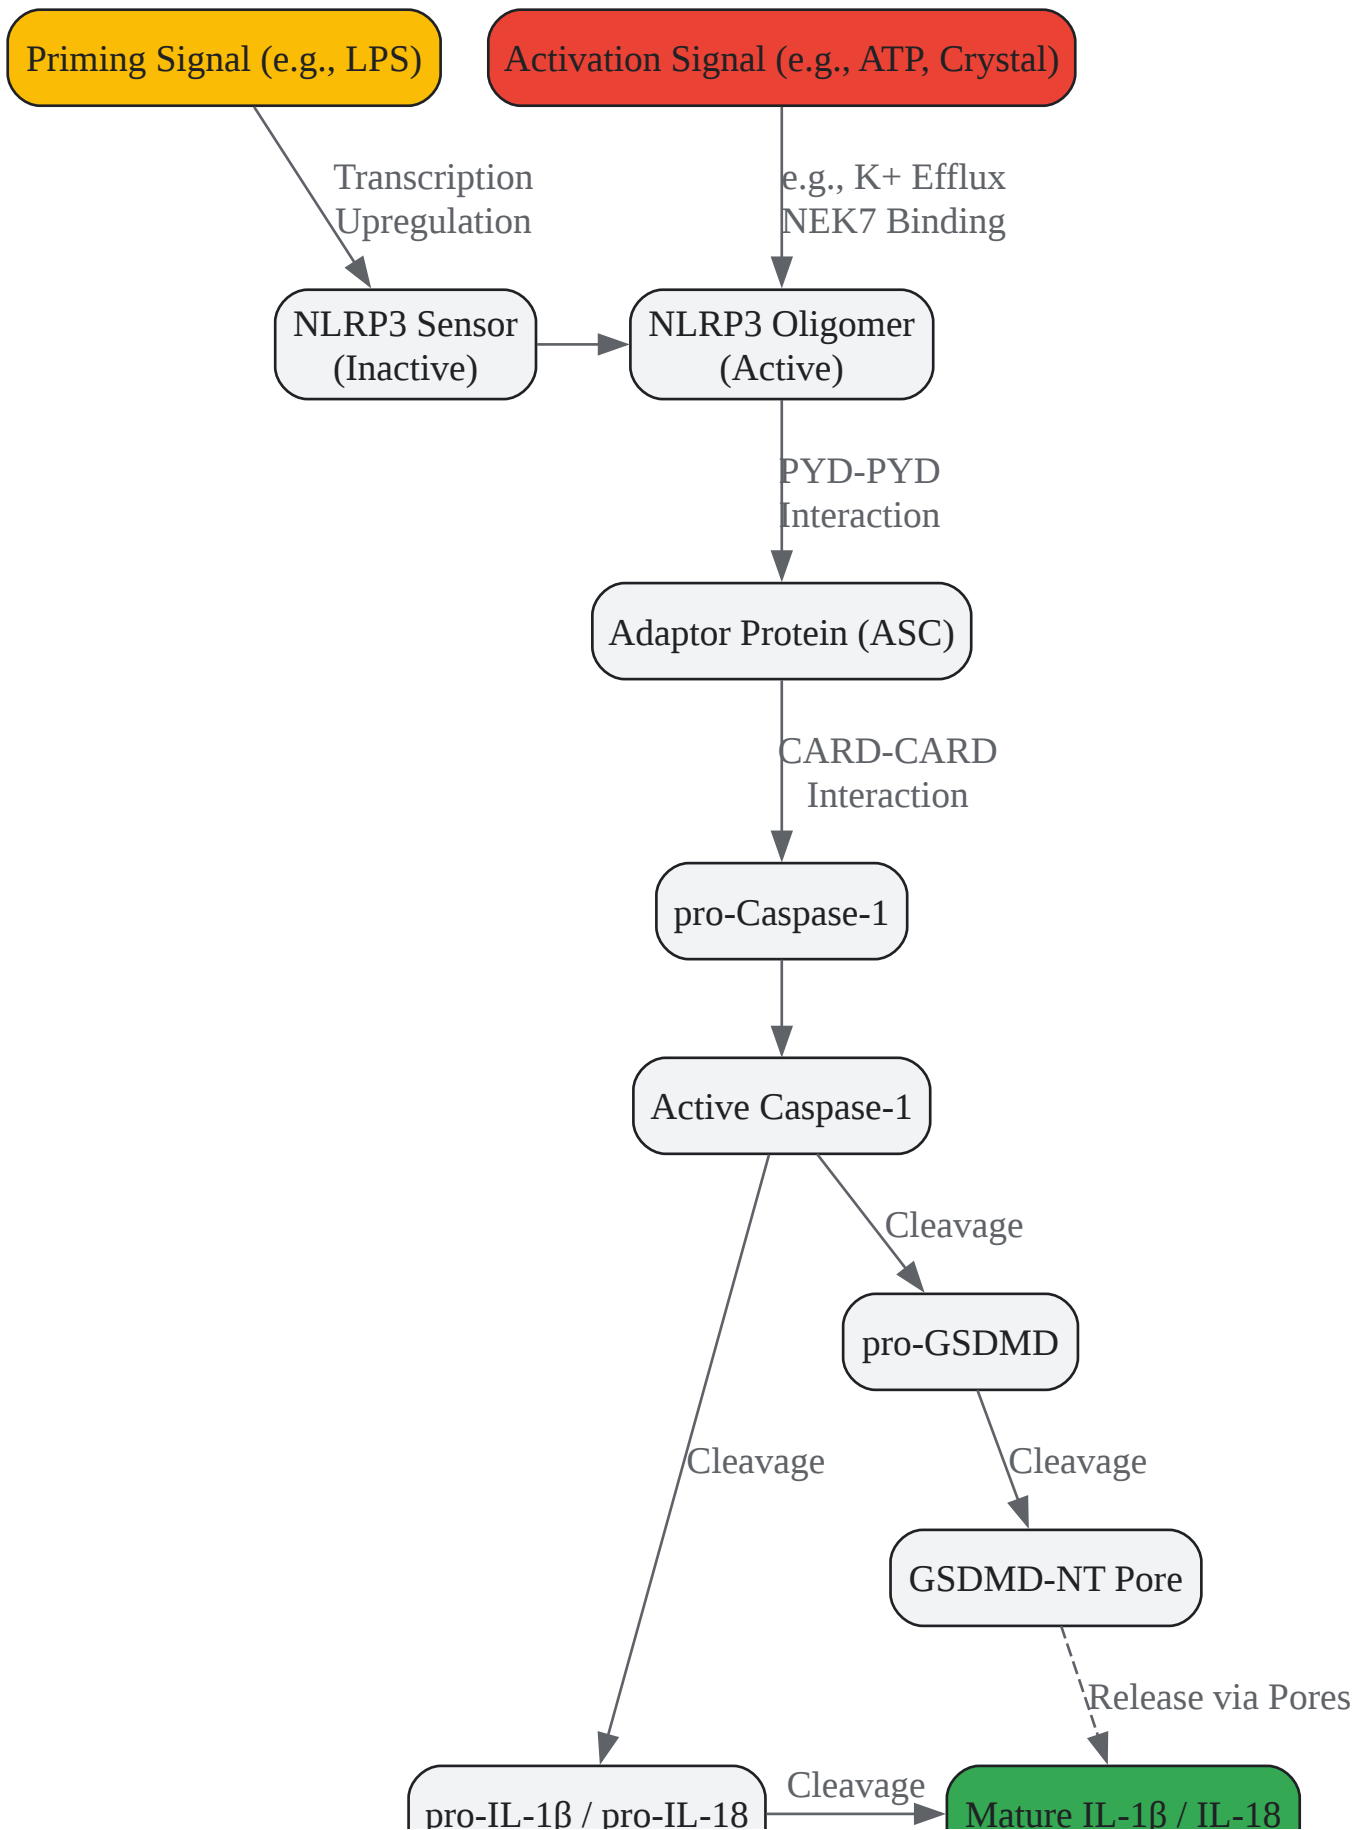 Priming Signal (e.g., LPS)
Activation Signal (e.g., ATP, Crystal)
Transcription
Upregulation
e.g., K+ Efflux
NEK7 Binding
NLRP3 Sensor
(Inactive)
NLRP3 Oligomer
(Active)
PYD-PYD
Interaction
Adaptor Protein (ASC)
CARD-CARD
Interaction
pro-Caspase-1
Active Caspase-1
Cleavage
pro-GSDMD
Cleavage
Cleavage
GSDMD-NT Pore
Release via Pores
Cleavage
pro-IL-1β / pro-IL-18
Mature IL-1β / IL-18